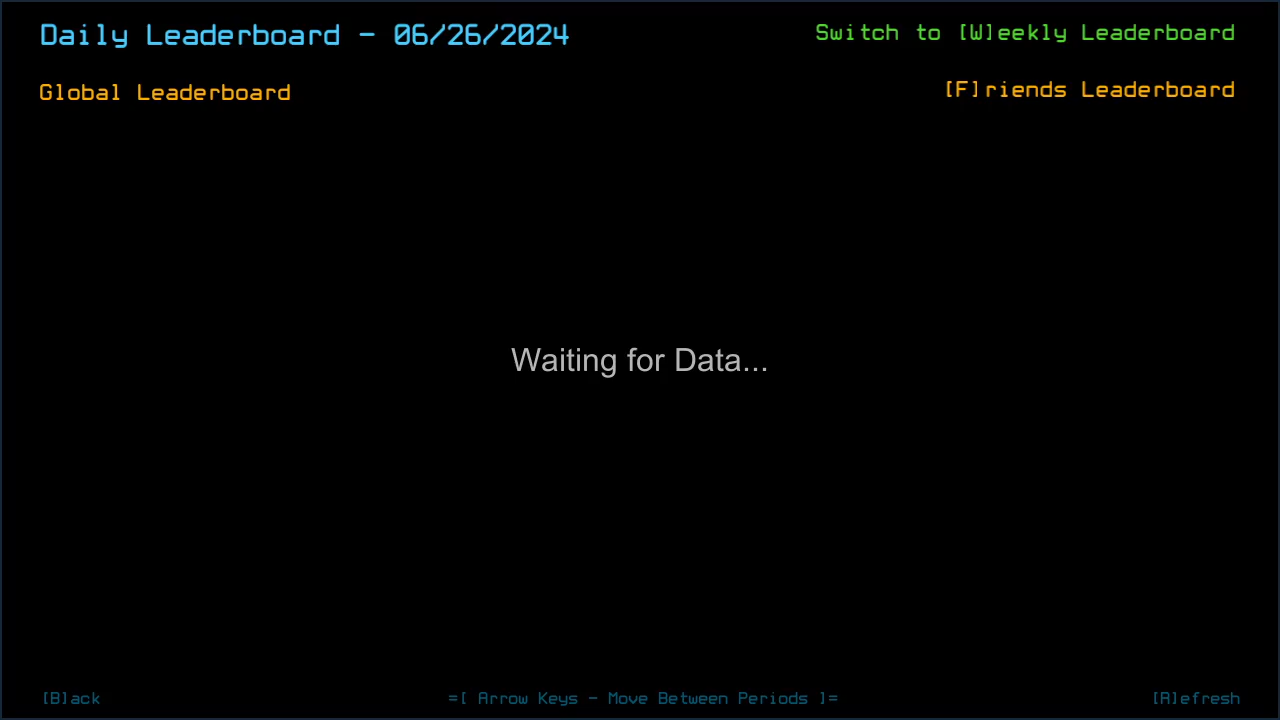 Daily Leaderboard - 06/26/2024
Switch to [W]eekly Leaderboard
Global Leaderboard
[F]riends Leaderboard
Waiting for Data...
[B]ack
=[ Arrow Keys - Move Between Periods ]=
[R]efresh